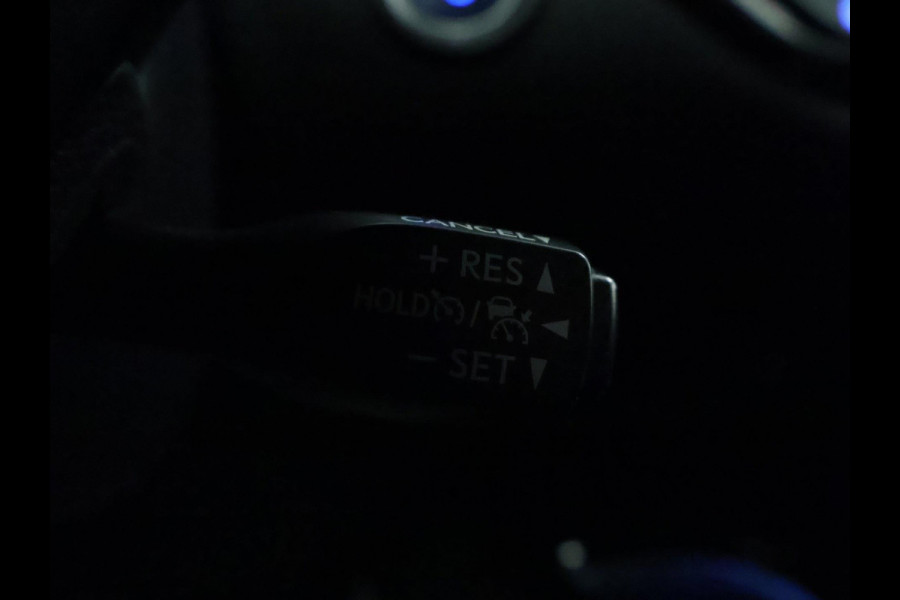 CANCEL▼
+ RES ▲
HOLD / ◀
− SET ▼